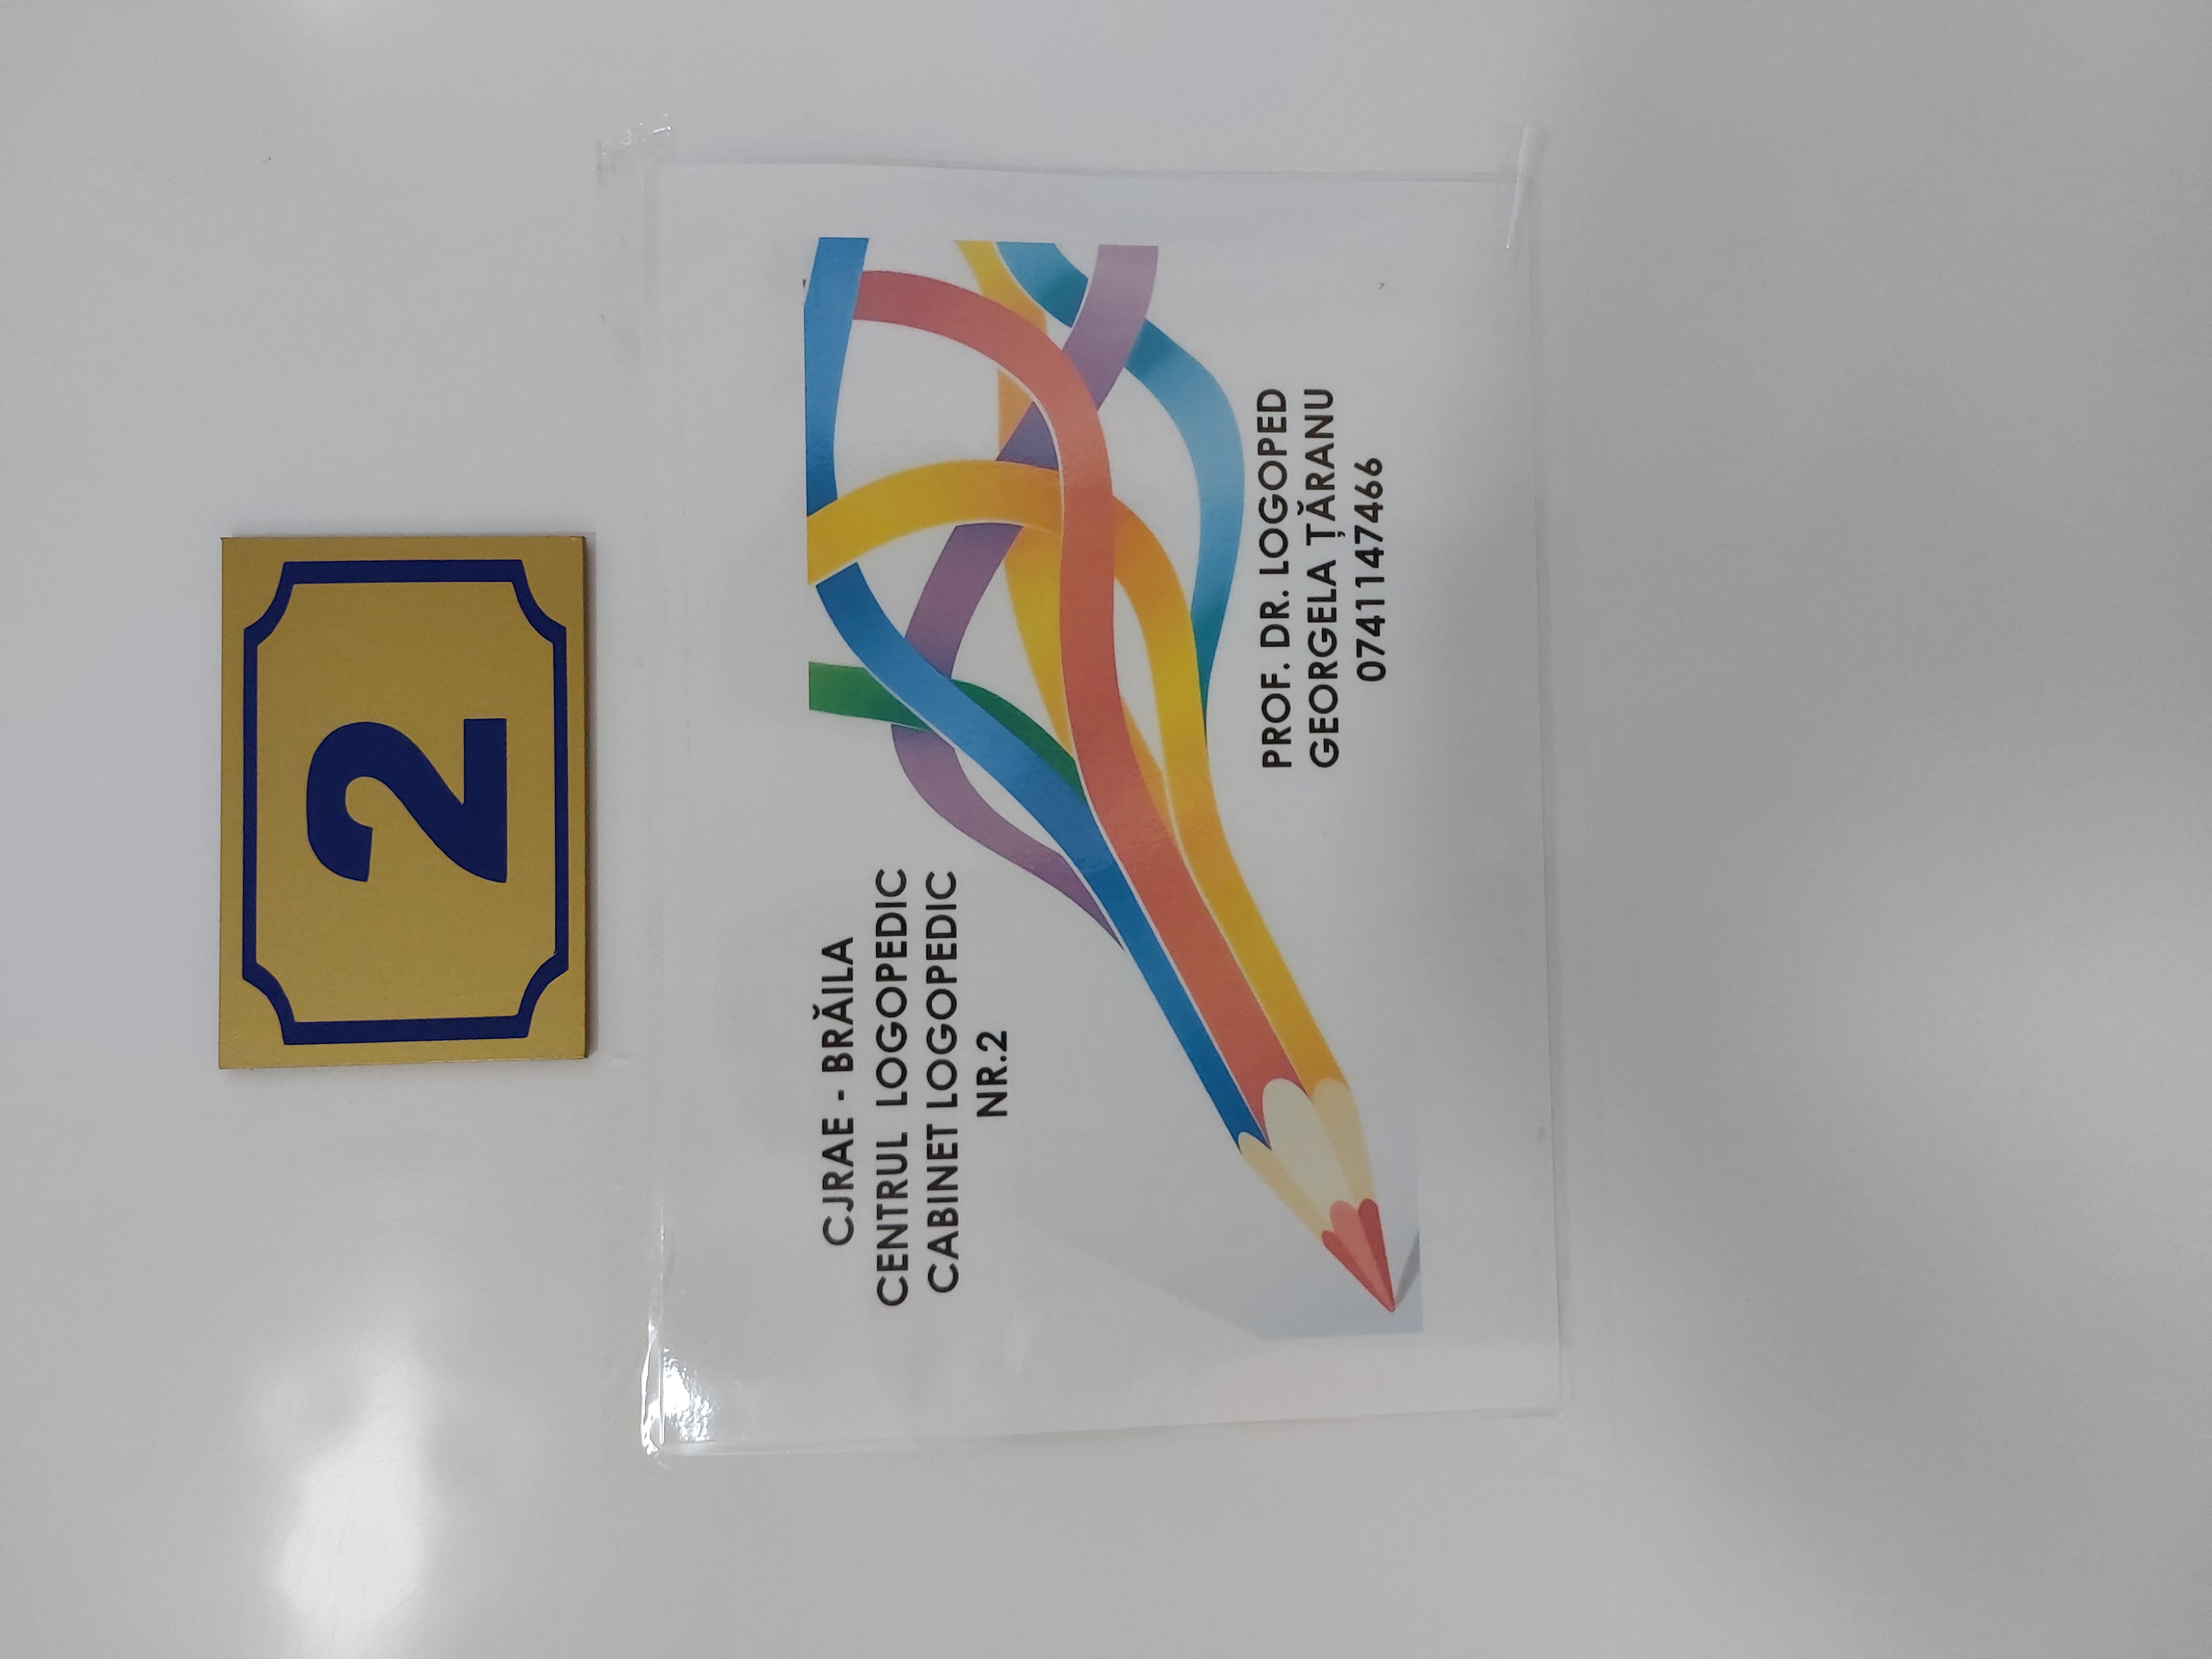 2
CJRAE - BRĂILA
CENTRUL LOGOPEDIC
CABINET LOGOPEDIC
NR.2
PROF. DR. LOGOPED
GEORGELA ȚĂRANU
0741147466